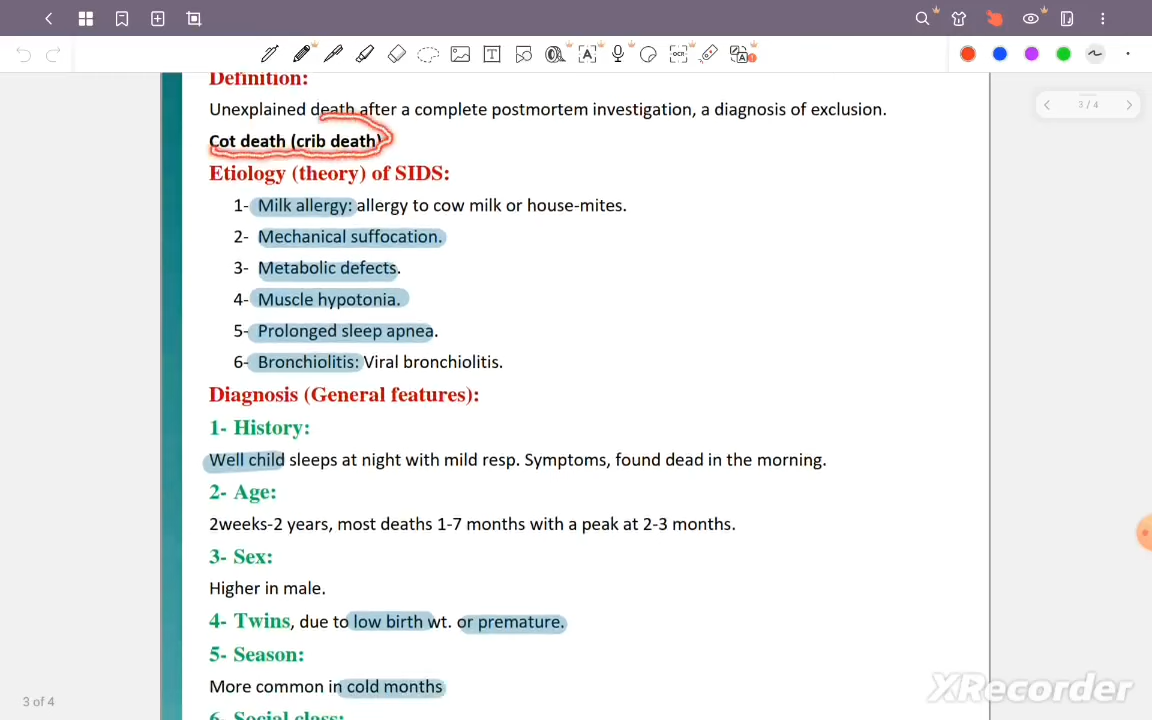 3 / 4
Definition:
Unexplained death after a complete postmortem investigation, a diagnosis of exclusion.
Cot death (crib death)
Etiology (theory) of SIDS:
1- Milk allergy: allergy to cow milk or house-mites.
2- Mechanical suffocation.
3- Metabolic defects.
4- Muscle hypotonia.
5- Prolonged sleep apnea.
6- Bronchiolitis: Viral bronchiolitis.
Diagnosis (General features):
1- History:
Well child sleeps at night with mild resp. Symptoms, found dead in the morning.
2- Age:
2weeks-2 years, most deaths 1-7 months with a peak at 2-3 months.
3- Sex:
Higher in male.
4- Twins, due to low birth wt. or premature.
5- Season:
More common in cold months
6- Social class:
3 of 4
XRecorder